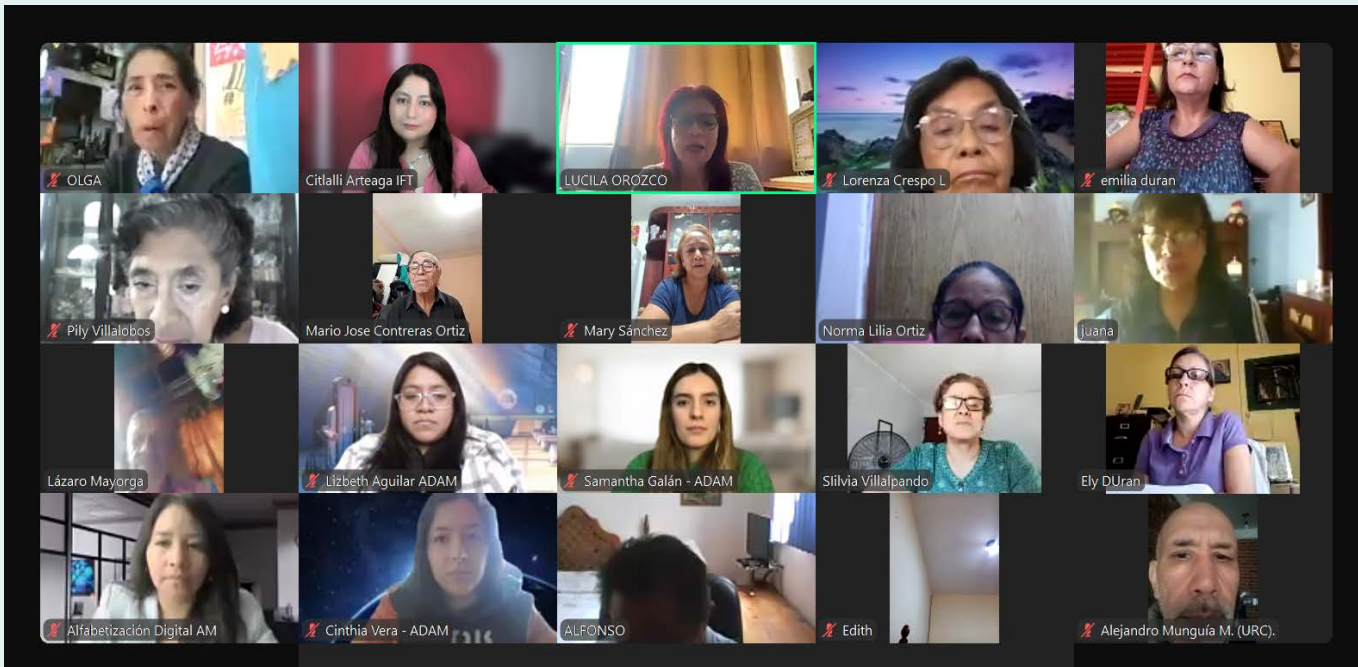 OLGA
Citlalli Arteaga IFT
LUCILA OROZCO
Lorenza Crespo L
emilia duran
Pily Villalobos
Mario Jose Contreras Ortiz
Mary Sánchez
Norma Lilia Ortiz
juana
Lázaro Mayorga
Lizbeth Aguilar ADAM
Samantha Galán - ADAM
Slilvia Villalpando
Ely DUran
Alfabetización Digital AM
Cinthia Vera - ADAM
ALFONSO
Edith
Alejandro Munguía M. (URC).